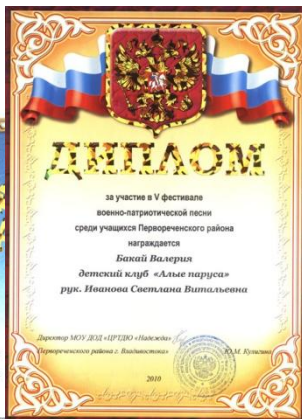 ДИПЛОМ
за участие в V фестивале
военно-патриотической песни
среди учащихся Первореченского района
награждается
Бакай Валерия
детский клуб «Алые паруса»
рук. Иванова Светлана Витальевна
Директор МОУ ДОД «ЦРТДЮ «Надежда»
Первореченского района г. Владивостока» Ю.М. Кулагина
2010